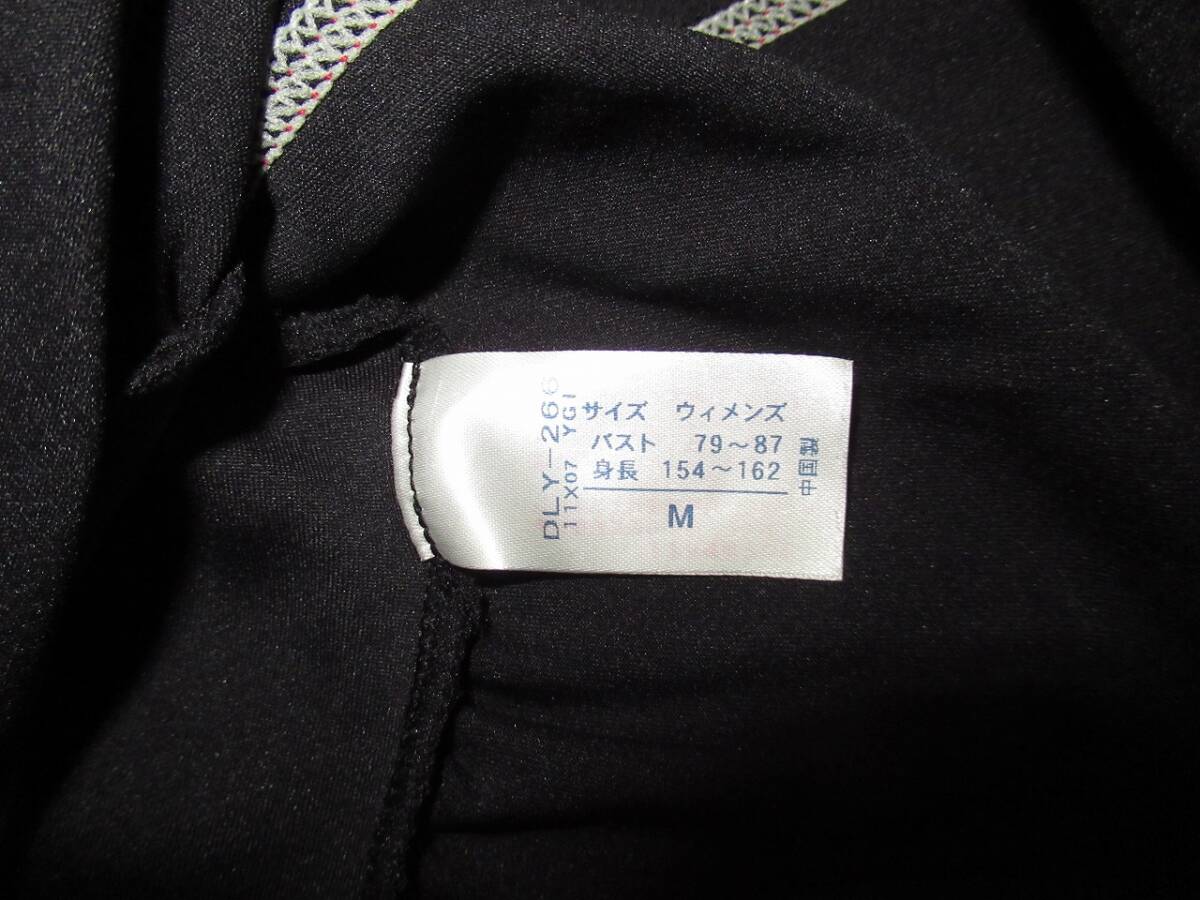 サイズ ウィメンズ
バスト 79～87
身長 154～162
M
中国製
DLY-266
11X07 YGI